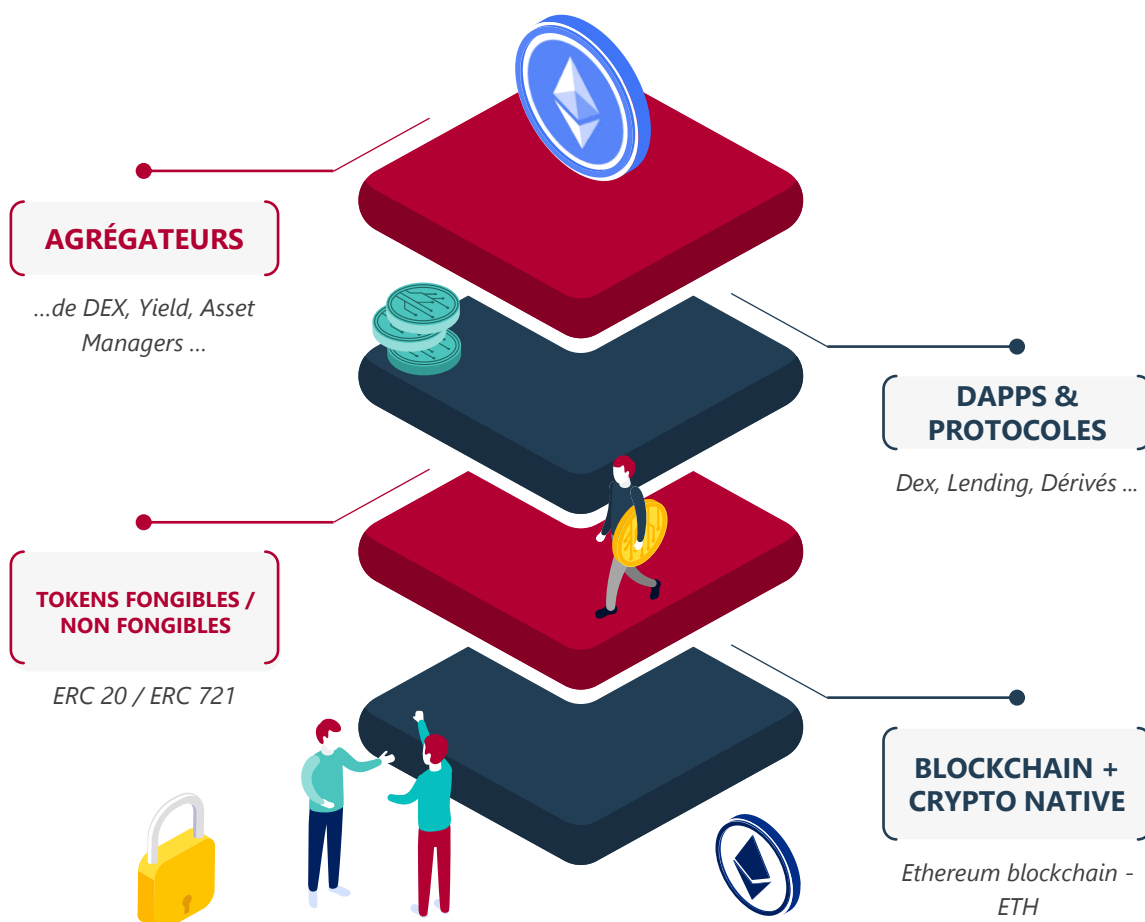 AGRÉGATEURS
...de DEX, Yield, Asset
Managers ...
DAPPS &
PROTOCOLES
Dex, Lending, Dérivés ...
TOKENS FONGIBLES /
NON FONGIBLES
ERC 20 / ERC 721
BLOCKCHAIN +
CRYPTO NATIVE
Ethereum blockchain -
ETH